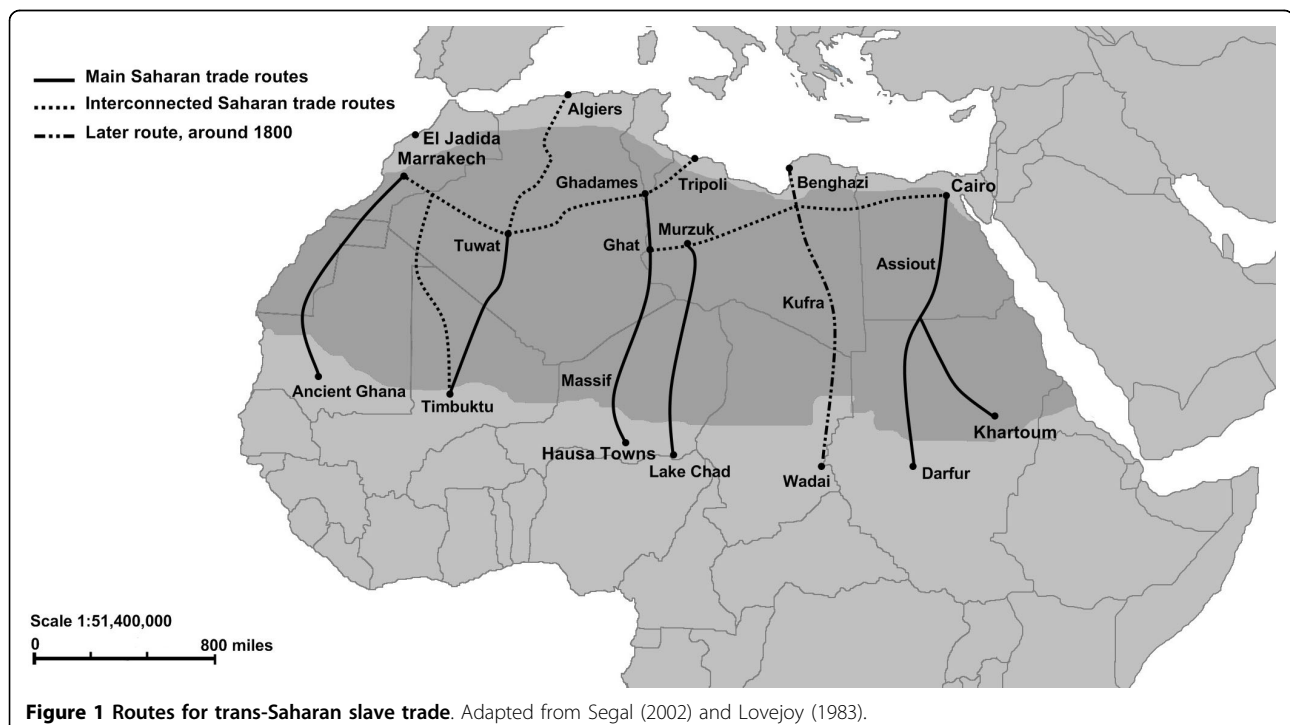 Main Saharan trade routes
Interconnected Saharan trade routes
Later route, around 1800
Algiers
El Jadida
Marrakech
Ghadames
Tripoli
Benghazi
Cairo
Tuwat
Ghat
Murzuk
Assiout
Kufra
Massif
Ancient Ghana
Timbuktu
Hausa Towns
Lake Chad
Wadai
Darfur
Khartoum
Scale 1:51,400,000
0 800 miles
Figure 1 Routes for trans-Saharan slave trade. Adapted from Segal (2002) and Lovejoy (1983).